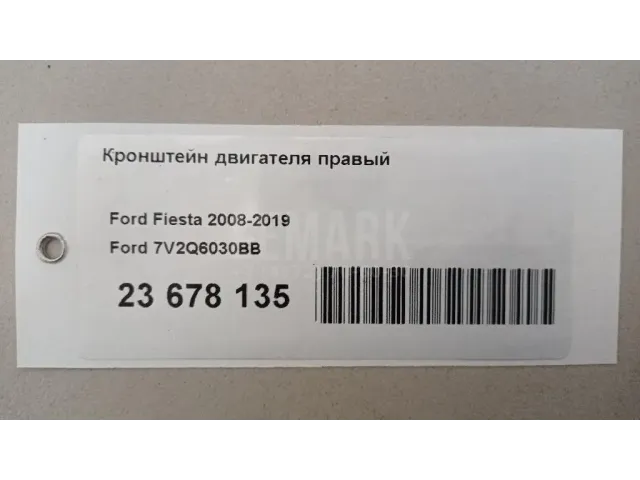 Кронштейн двигателя правый
Ford Fiesta 2008-2019
Ford 7V2Q6030BB
23 678 135